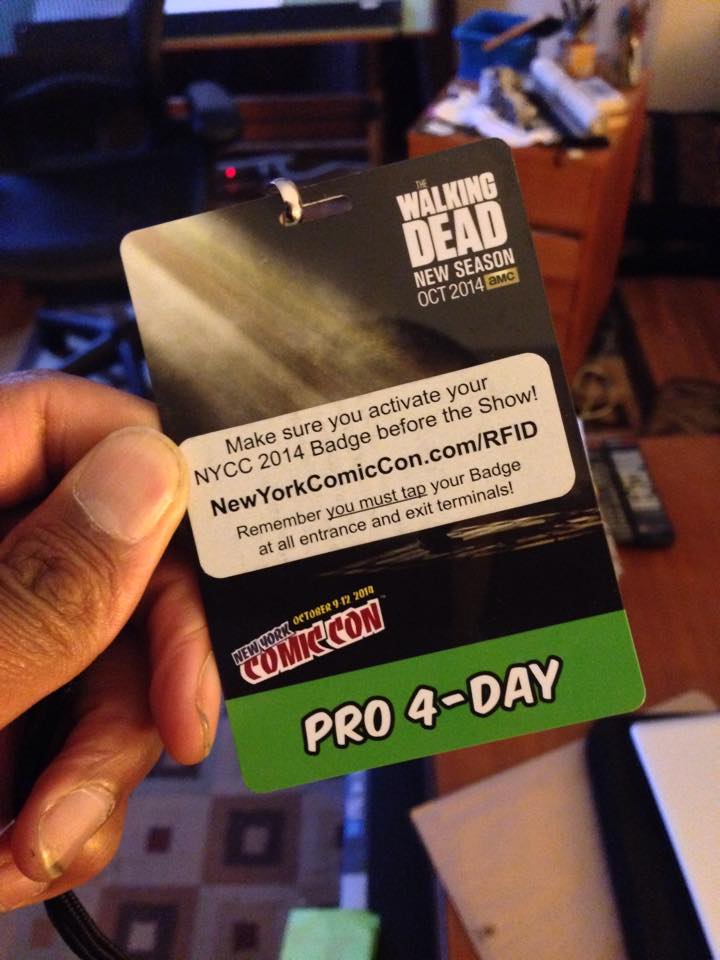 THE
WALKING
DEAD
NEW SEASON
OCT 2014 amc
Make sure you activate your
NYCC 2014 Badge before the Show!
NewYorkComicCon.com/RFID
Remember you must tap your Badge
at all entrance and exit terminals!
OCTOBER 9-12 2014
NEW YORK
COMIC CON
PRO 4-DAY